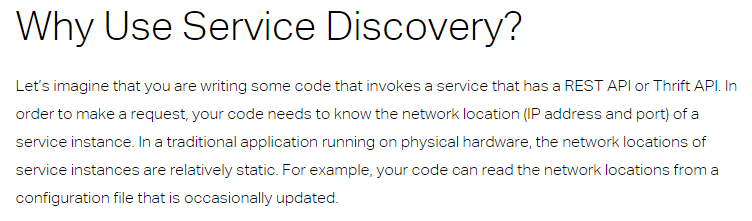 Why Use Service Discovery?
Let’s imagine that you are writing some code that invokes a service that has a REST API or Thrift API. In
order to make a request, your code needs to know the network location (IP address and port) of a
service instance. In a traditional application running on physical hardware, the network locations of
service instances are relatively static. For example, your code can read the network locations from a
configuration file that is occasionally updated.